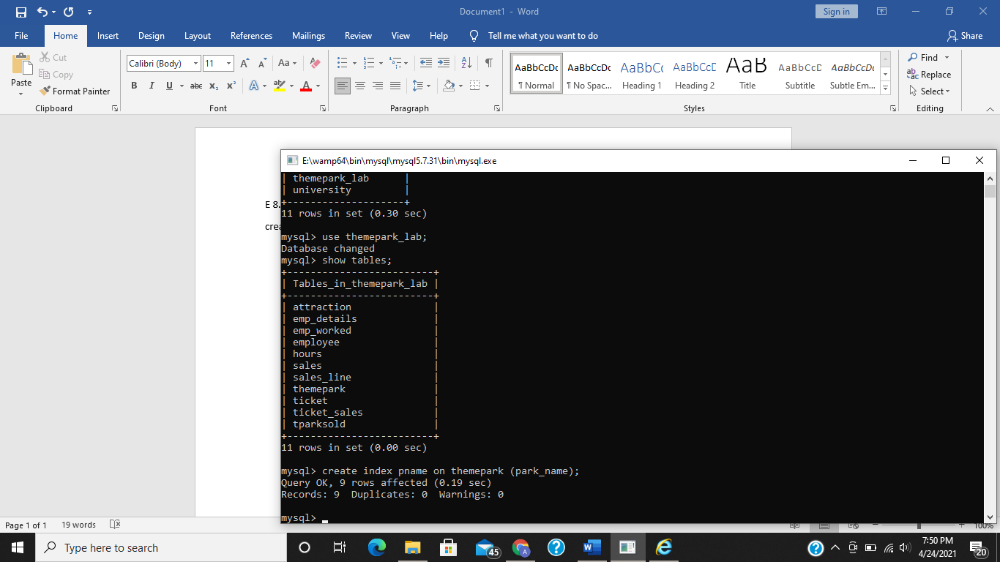 Document1 - Word
Sign in
File Home Insert Design Layout References Mailings Review View Help Tell me what you want to do Share
Paste
Cut
Copy
Format Painter
Clipboard
Calibri (Body) 11
Font
Paragraph
AaBbCcDc AaBbCcDc AaBbCc AaBbCcD AaB AaBbCcD AaBbCcDc
¶ Normal ¶ No Spac... Heading 1 Heading 2 Title Subtitle Subtle Em...
Styles
Find
Replace
Select
Editing
E 8.
crea
E:\wamp64\bin\mysql\mysql5.7.31\bin\mysql.exe
| themepark_lab |
| university |
+--------------------+
11 rows in set (0.30 sec)
mysql> use themepark_lab;
Database changed
mysql> show tables;
+-------------------------+
| Tables_in_themepark_lab |
+-------------------------+
| attraction |
| emp_details |
| emp_worked |
| employee |
| hours |
| sales |
| sales_line |
| themepark |
| ticket |
| ticket_sales |
| tparksold |
+-------------------------+
11 rows in set (0.00 sec)
mysql> create index pname on themepark (park_name);
Query OK, 9 rows affected (0.19 sec)
Records: 9 Duplicates: 0 Warnings: 0
mysql>
Page 1 of 1 19 words
100%
Type here to search
45
7:50 PM
4/24/2021
20